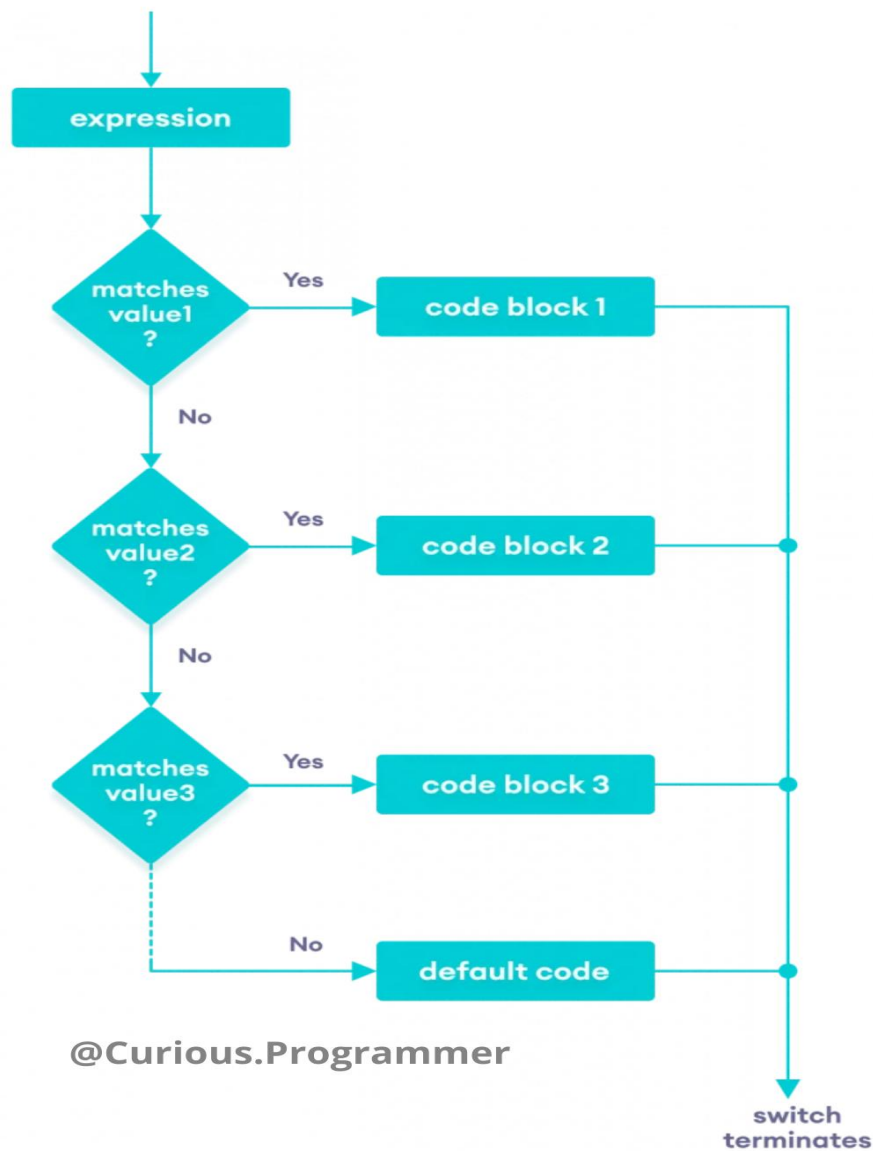 expression
matches
value1
?
Yes
code block 1
No
matches
value2
?
Yes
code block 2
No
matches
value3
?
Yes
code block 3
No
default code
@Curious.Programmer
switch
terminates